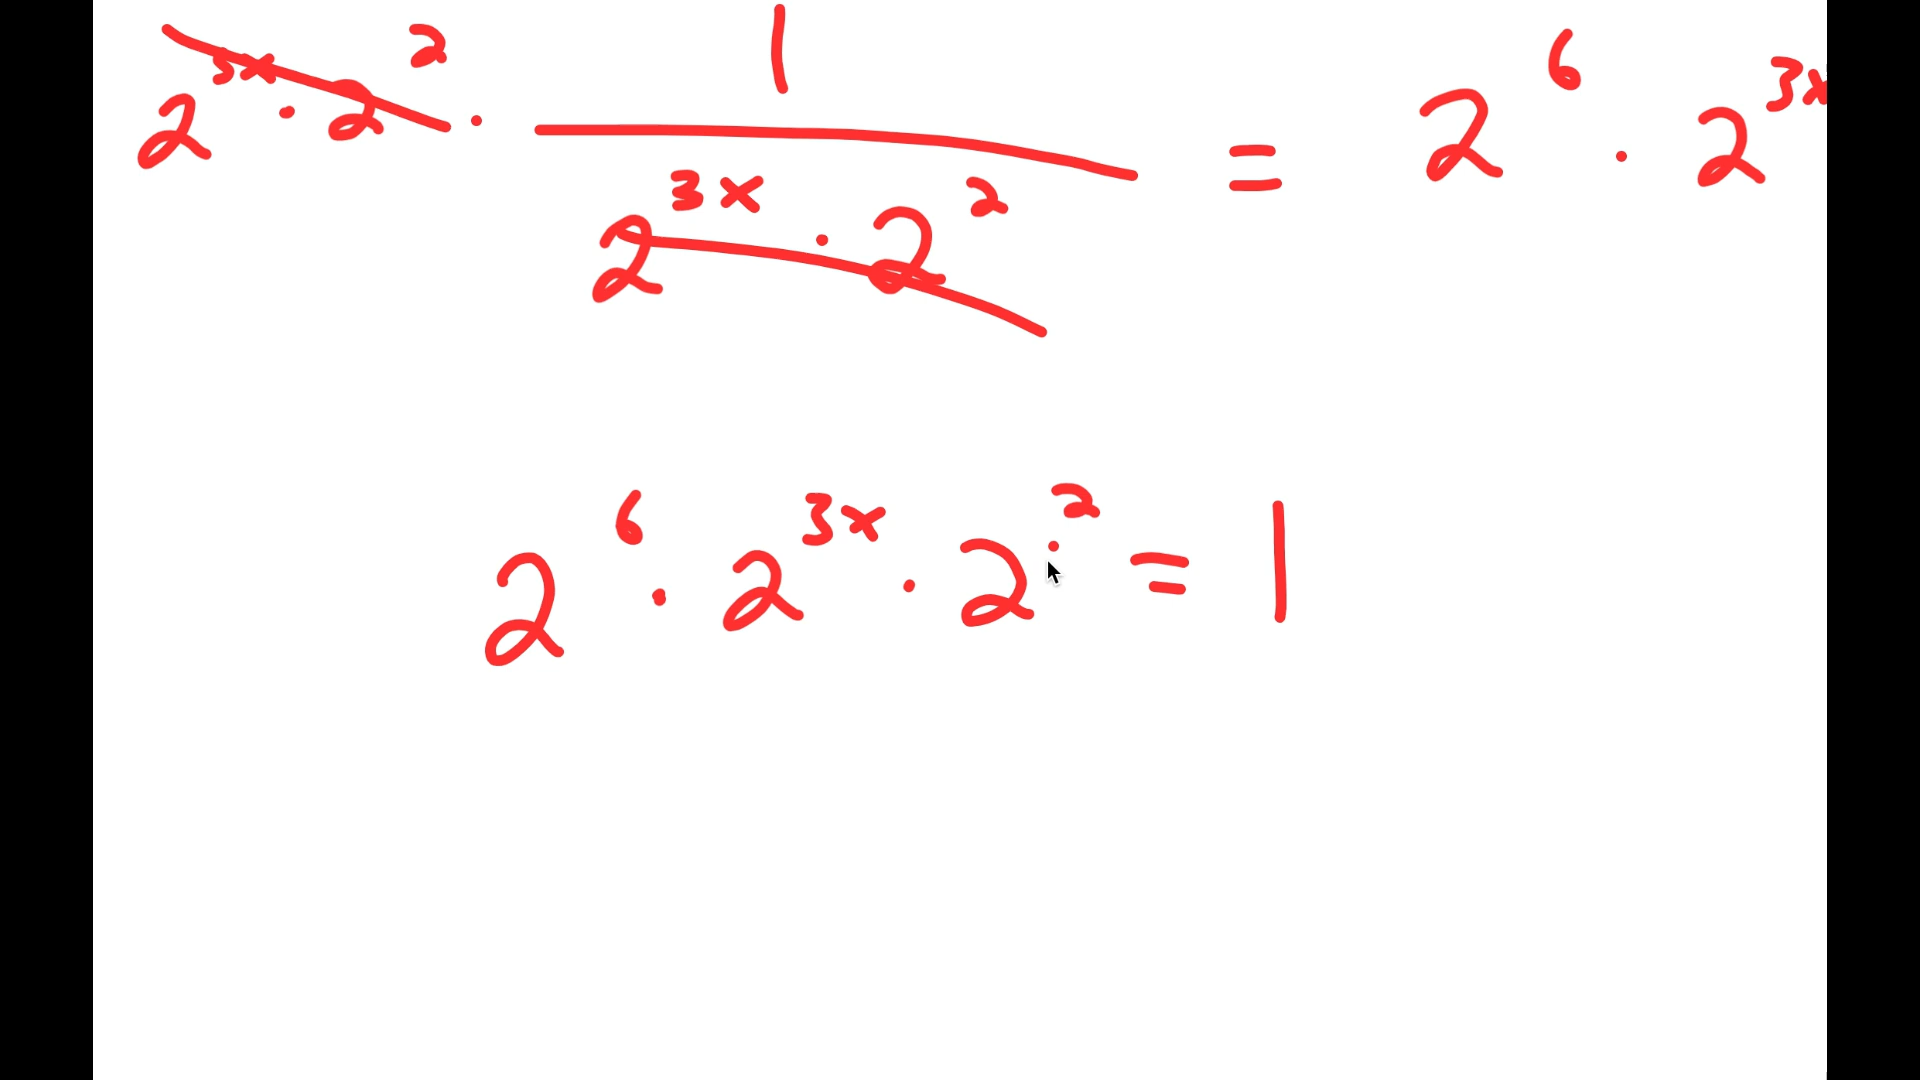 2^{3x} · 2^2 · \frac{1}{2^{3x} · 2^2} = 2^6 · 2^{3x}
2^6 · 2^{3x} · 2^2 = 1